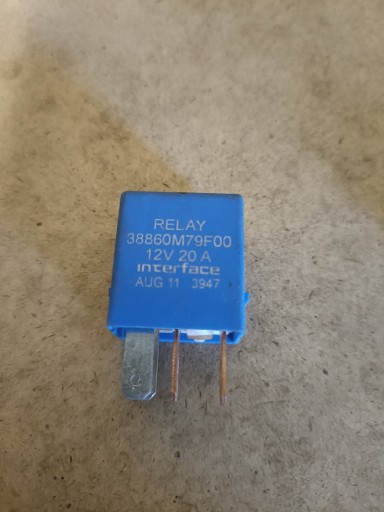 RELAY
38860M79F00
12V 20 A
interface
AUG 11 3947